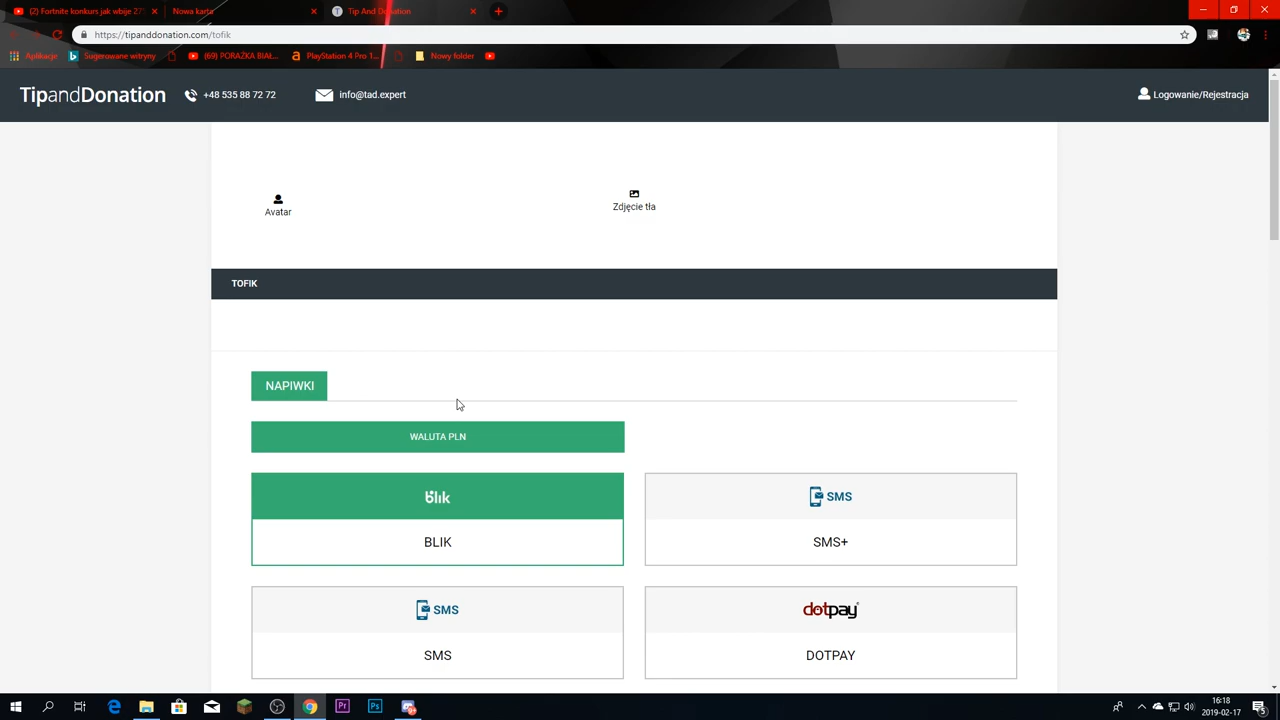 (2) Fortnite konkurs jak wbije 275
Nowa karta
Tip And Donation
https://tipanddonation.com/tofik
Aplikacje
Sugerowane witryny
(69) PORAŻKA BIAŁ...
PlayStation 4 Pro 1...
Nowy folder
TipandDonation
+48 535 88 72 72
info@tad.expert
Logowanie/Rejestracja
Avatar
Zdjęcie tła
TOFIK
NAPIWKI
WALUTA PLN
blik
SMS
BLIK
SMS+
SMS
dotpay
SMS
DOTPAY
16:18
2019-02-17